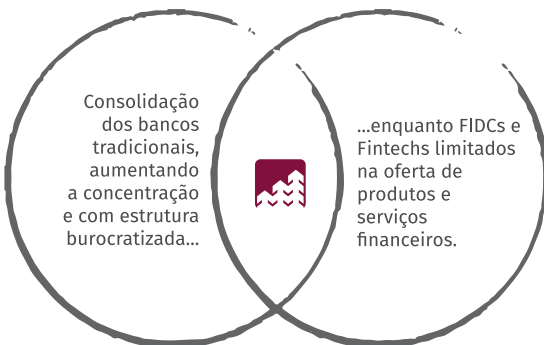 Consolidação
dos bancos
tradicionais,
aumentando
a concentração
e com estrutura
burocratizada...
...enquanto FIDCs e
Fintechs limitados
na oferta de
produtos e
serviços
financeiros.